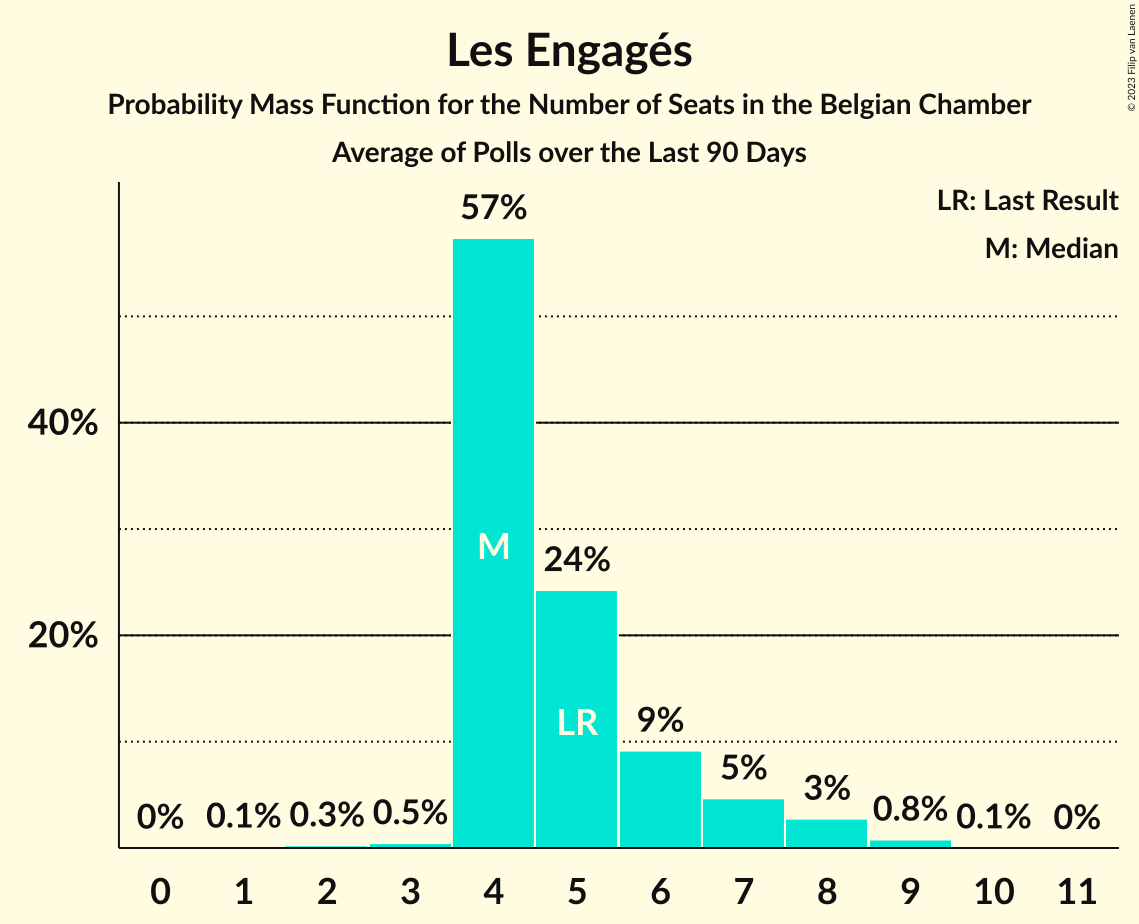 Les Engagés
Probability Mass Function for the Number of Seats in the Belgian Chamber
Average of Polls over the Last 90 Days
© 2023 Filip van Laenen
LR: Last Result
M: Median
57%
40%
M
24%
20%
LR
9%
5%
3%
0% 0.1% 0.3% 0.5% 0.8% 0.1% 0%
0 1 2 3 4 5 6 7 8 9 10 11